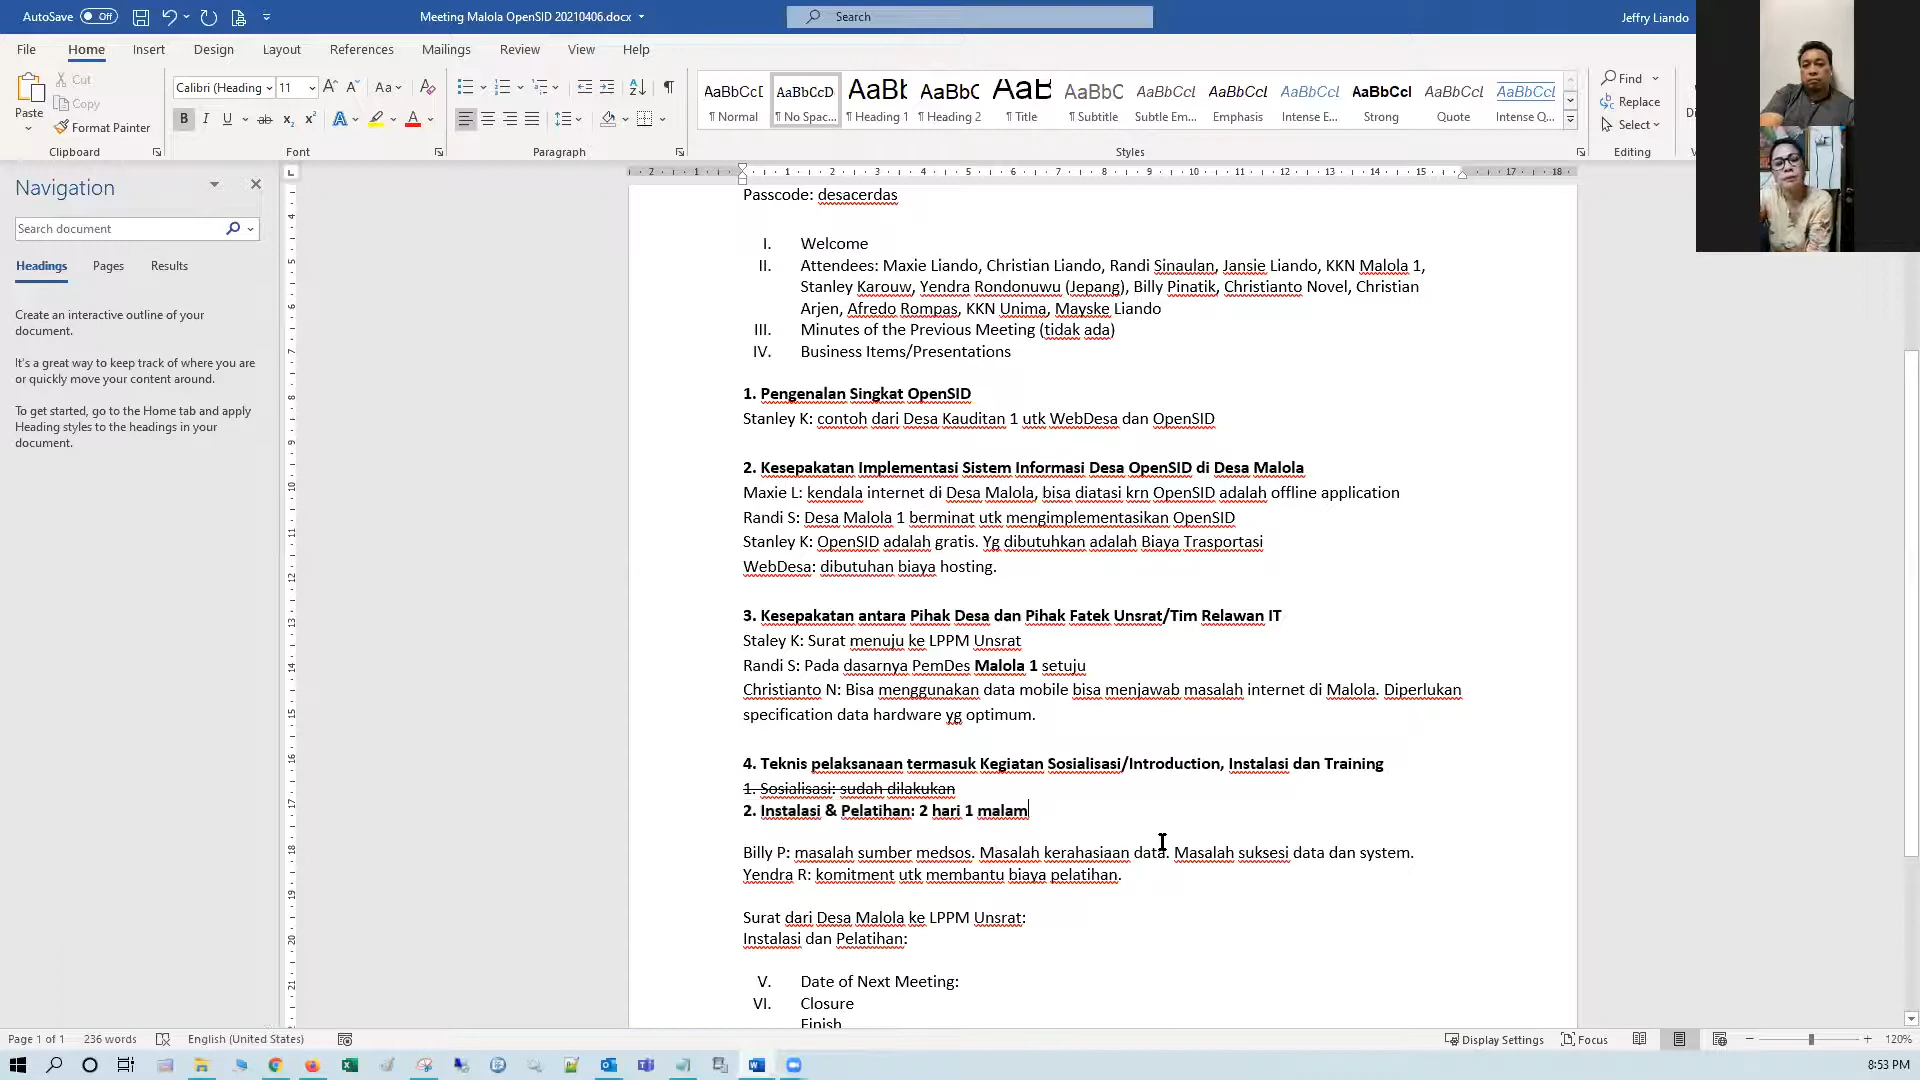 AutoSave Off
Meeting Malola OpenSID 20210406.docx
Search
Jeffry Liando
File Home Insert Design Layout References Mailings Review View Help
Paste
Cut
Copy
Format Painter
Clipboard
Calibri (Heading 11
Font
Paragraph
AaBbCcI AaBbCcD AaBbC AaBbC AaB AaBbC AaBbCcl AaBbCcl AaBbCcl AaBbCcl AaBbCcl AaBbCcl
¶ Normal ¶ No Spac... ¶ Heading 1 ¶ Heading 2 ¶ Title ¶ Subtitle Subtle Em... Emphasis Intense E... Strong Quote Intense Q...
Styles
Find
Replace
Select
Editing
Navigation
Search document
Headings Pages Results
Create an interactive outline of your
document.
It's a great way to keep track of where you are
or quickly move your content around.
To get started, go to the Home tab and apply
Heading styles to the headings in your
document.
Passcode: desacerdas
I. Welcome
II. Attendees: Maxie Liando, Christian Liando, Randi Sinaulan, Jansie Liando, KKN Malola 1,
Stanley Karouw, Yendra Rondonuwu (Jepang), Billy Pinatik, Christianto Novel, Christian
Arjen, Afredo Rompas, KKN Unima, Mayske Liando
III. Minutes of the Previous Meeting (tidak ada)
IV. Business Items/Presentations
1. Pengenalan Singkat OpenSID
Stanley K: contoh dari Desa Kauditan 1 utk WebDesa dan OpenSID
2. Kesepakatan Implementasi Sistem Informasi Desa OpenSID di Desa Malola
Maxie L: kendala internet di Desa Malola, bisa diatasi krn OpenSID adalah offline application
Randi S: Desa Malola 1 berminat utk mengimplementasikan OpenSID
Stanley K: OpenSID adalah gratis. Yg dibutuhkan adalah Biaya Trasportasi
WebDesa: dibutuhan biaya hosting.
3. Kesepakatan antara Pihak Desa dan Pihak Fatek Unsrat/Tim Relawan IT
Staley K: Surat menuju ke LPPM Unsrat
Randi S: Pada dasarnya PemDes Malola 1 setuju
Christianto N: Bisa menggunakan data mobile bisa menjawab masalah internet di Malola. Diperlukan
specification data hardware yg optimum.
4. Teknis pelaksanaan termasuk Kegiatan Sosialisasi/Introduction, Instalasi dan Training
1. Sosialisasi: sudah dilakukan
2. Instalasi & Pelatihan: 2 hari 1 malam
Billy P: masalah sumber medsos. Masalah kerahasiaan data. Masalah suksesi data dan system.
Yendra R: komitment utk membantu biaya pelatihan.
Surat dari Desa Malola ke LPPM Unsrat:
Instalasi dan Pelatihan:
V. Date of Next Meeting:
VI. Closure
Finish
Page 1 of 1 236 words English (United States) Display Settings Focus 120%
8:53 PM